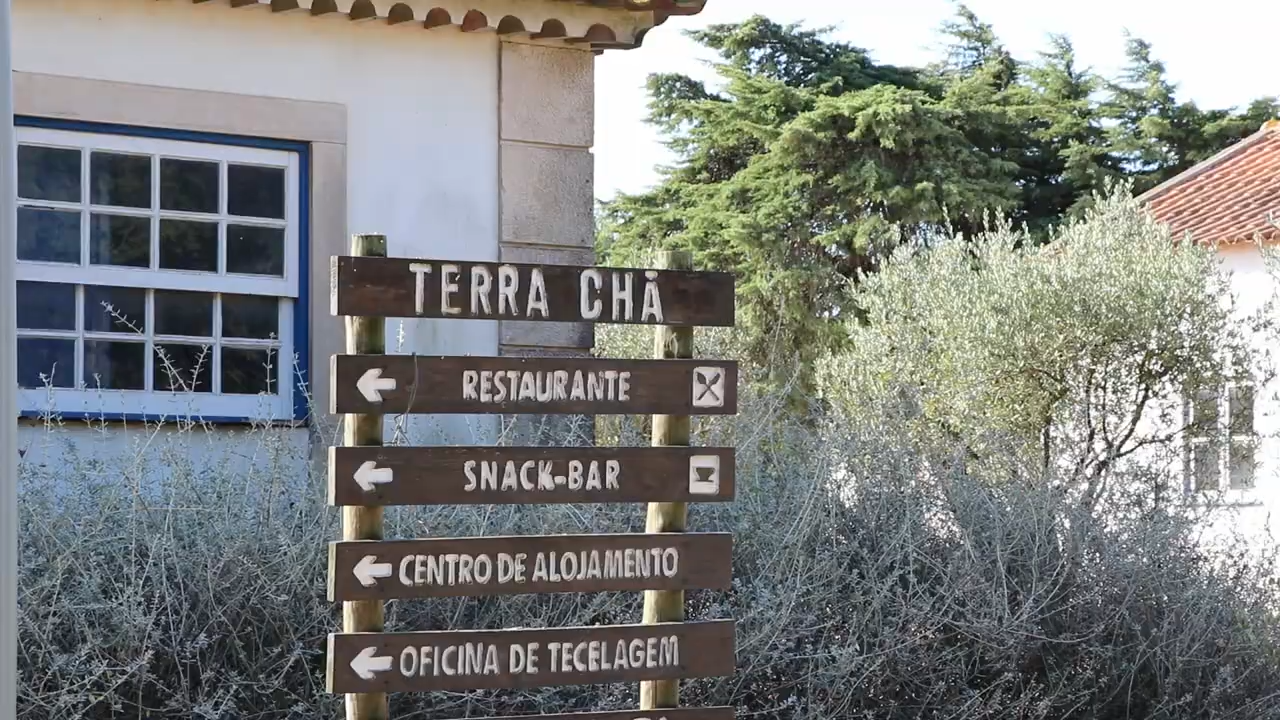 TERRA CHÃ
RESTAURANTE
SNACK-BAR
CENTRO DE ALOJAMENTO
OFICINA DE TECELAGEM